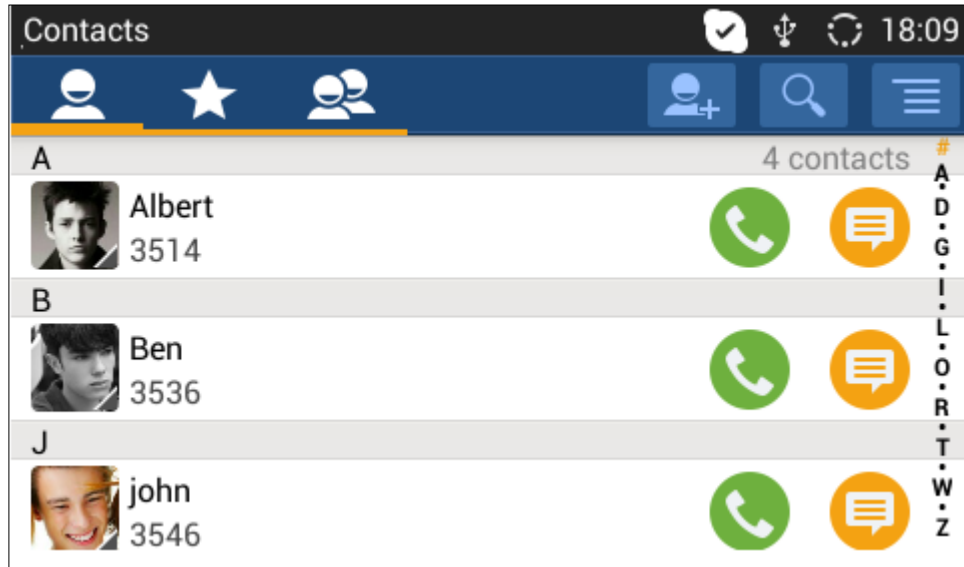 Contacts 18:09
A 4 contacts
Albert
3514
B
Ben
3536
J
john
3546
#
A
D
G
I
L
O
R
T
W
Z